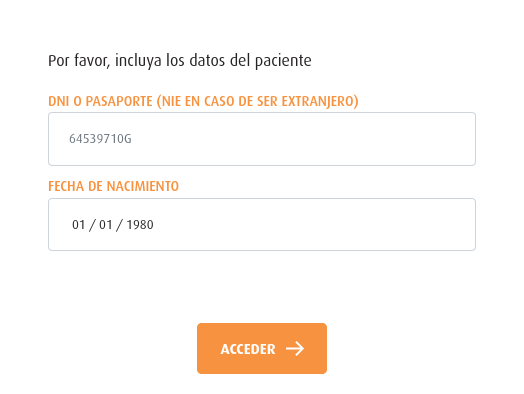 Por favor, incluya los datos del paciente
DNI O PASAPORTE (NIE EN CASO DE SER EXTRANJERO)
64539710G
FECHA DE NACIMIENTO
01 / 01 / 1980
ACCEDER